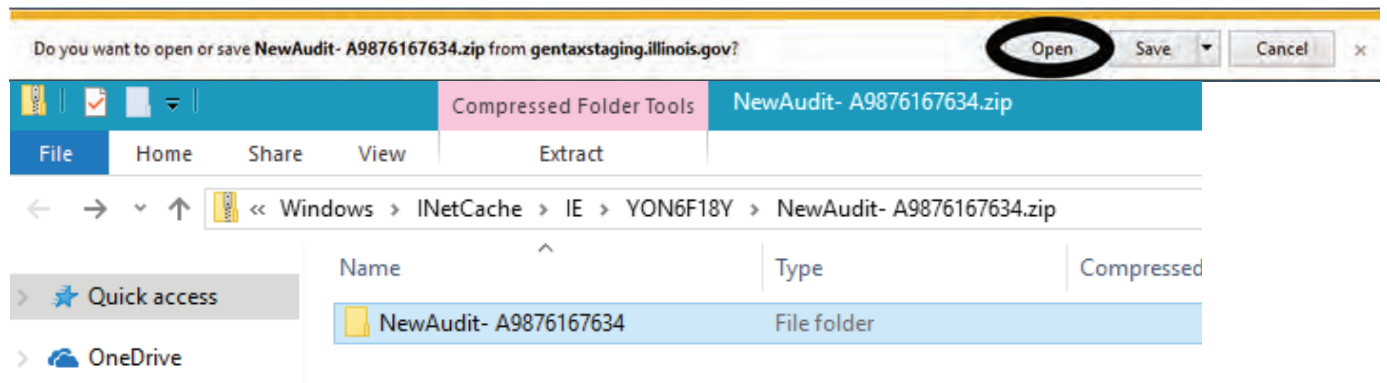 Do you want to open or save NewAudit- A9876167634.zip from gentaxstaging.illinois.gov? Open Save Cancel ×
Compressed Folder Tools NewAudit- A9876167634.zip
File Home Share View Extract
« Windows > INetCache > IE > YON6F18Y > NewAudit- A9876167634.zip
Name Type Compressed
Quick access
NewAudit- A9876167634 File folder
OneDrive